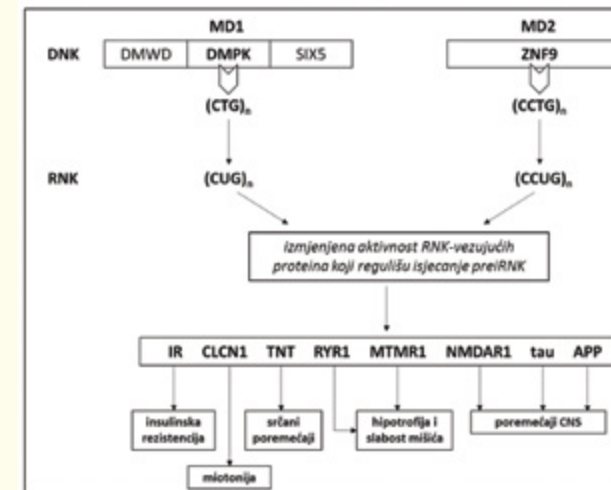 MD1 MD2
DNK DMWD DMPK SIX5 ZNF9
(CTG)n (CCTG)n
RNK (CUG)n (CCUG)n
izmjenjena aktivnost RNK-vezujućih
proteina koji regulišu isjecanje preiRNK
IR CLCN1 TNT RYR1 MTMR1 NMDAR1 tau APP
insulinska
rezistencija
srčani
poremećaji
hipotrofija i
slabost mišića
poremećaji CNS
miotonija